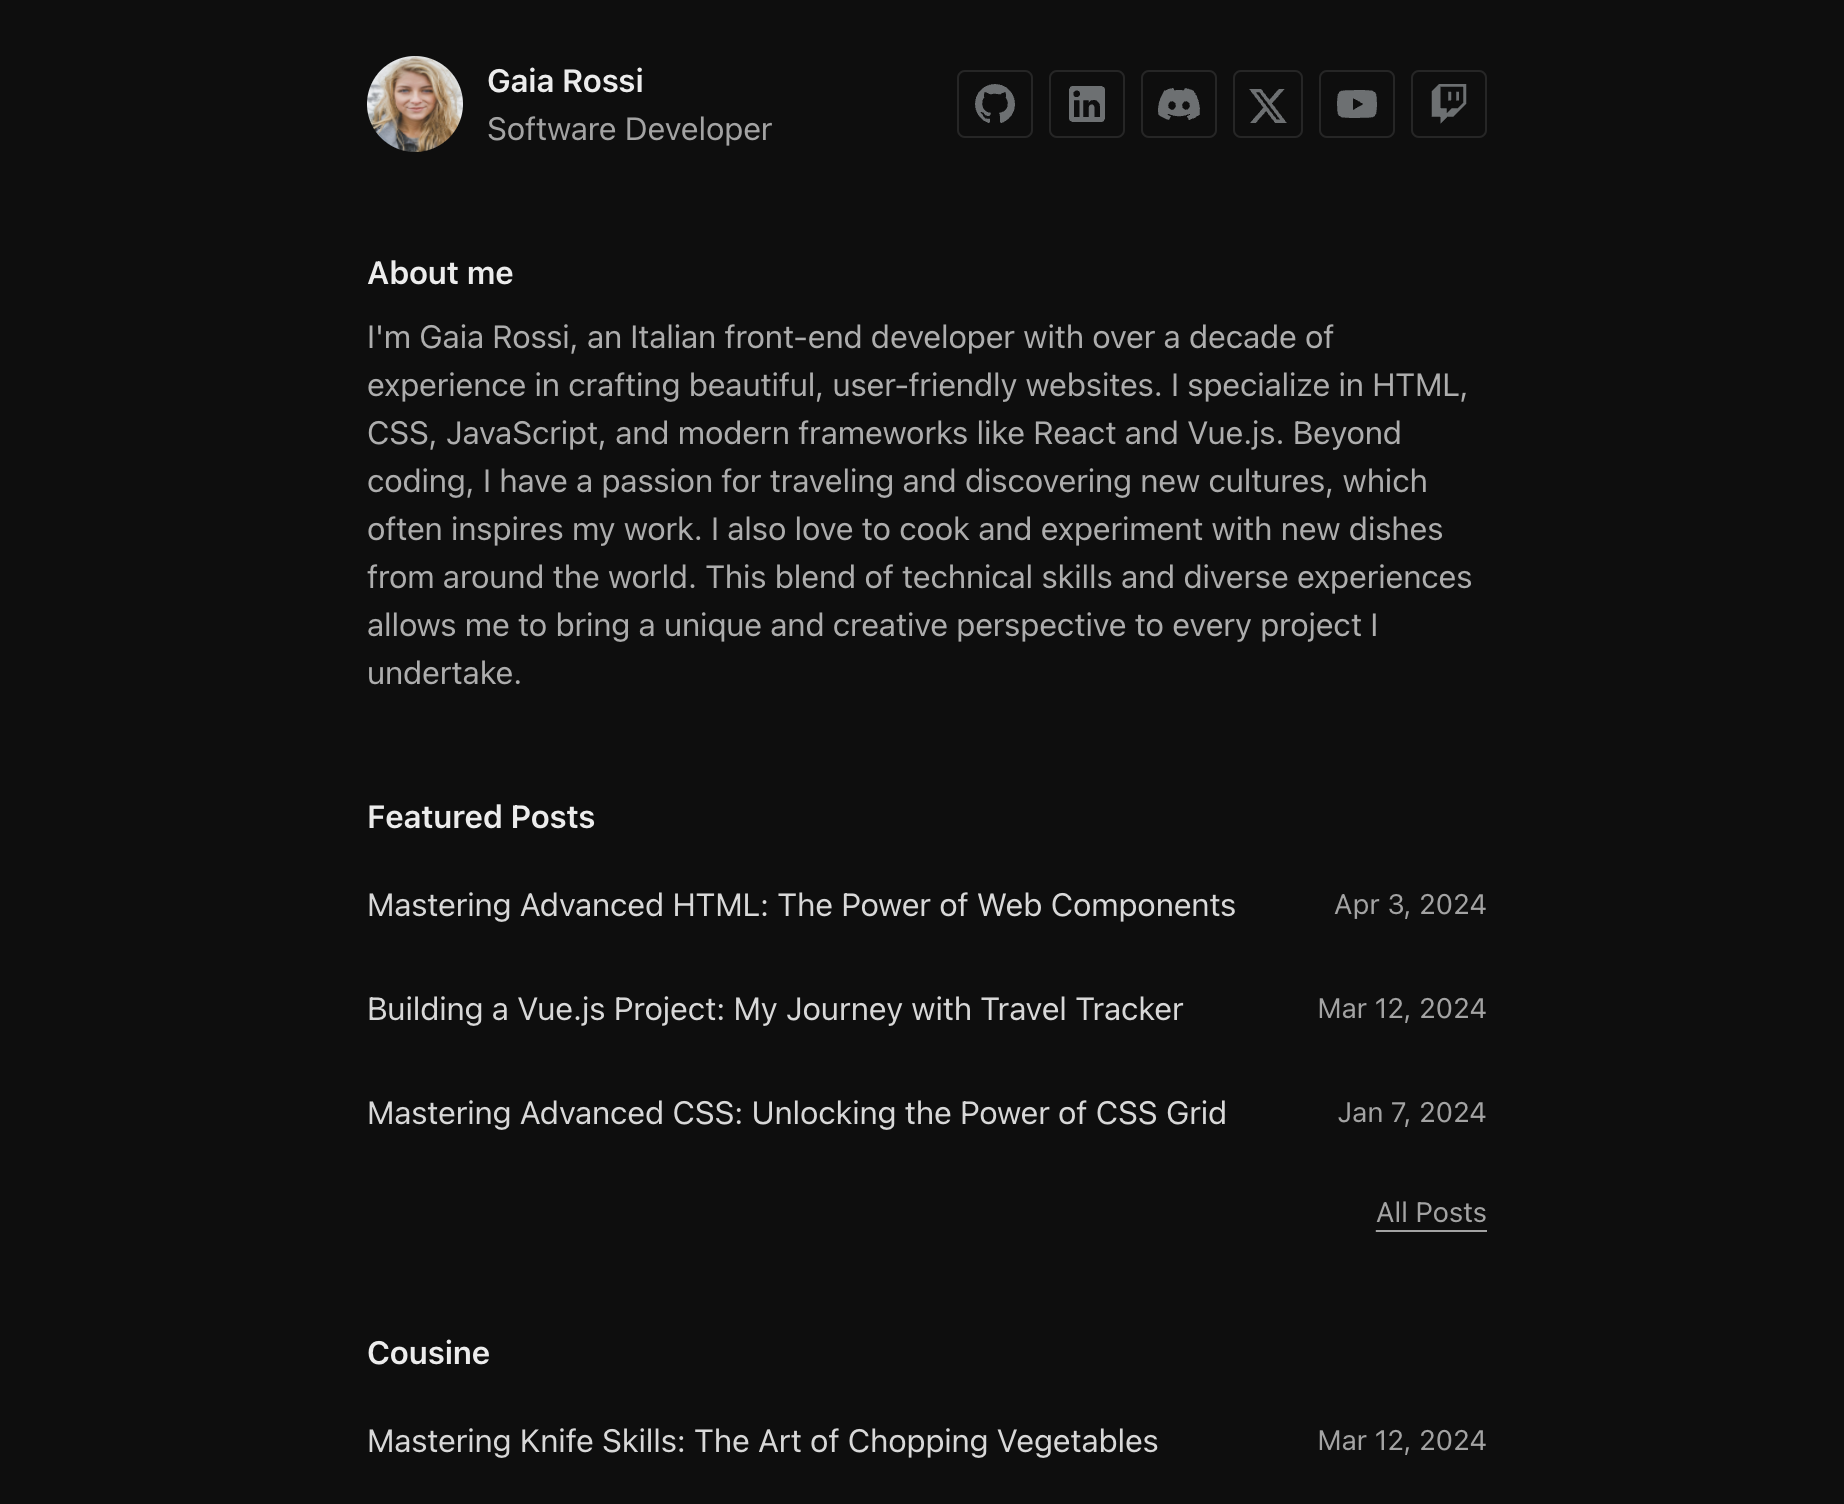 Gaia Rossi
Software Developer
About me
I'm Gaia Rossi, an Italian front-end developer with over a decade of
experience in crafting beautiful, user-friendly websites. I specialize in HTML,
CSS, JavaScript, and modern frameworks like React and Vue.js. Beyond
coding, I have a passion for traveling and discovering new cultures, which
often inspires my work. I also love to cook and experiment with new dishes
from around the world. This blend of technical skills and diverse experiences
allows me to bring a unique and creative perspective to every project I
undertake.
Featured Posts
Mastering Advanced HTML: The Power of Web Components Apr 3, 2024
Building a Vue.js Project: My Journey with Travel Tracker Mar 12, 2024
Mastering Advanced CSS: Unlocking the Power of CSS Grid Jan 7, 2024
All Posts
Cousine
Mastering Knife Skills: The Art of Chopping Vegetables Mar 12, 2024